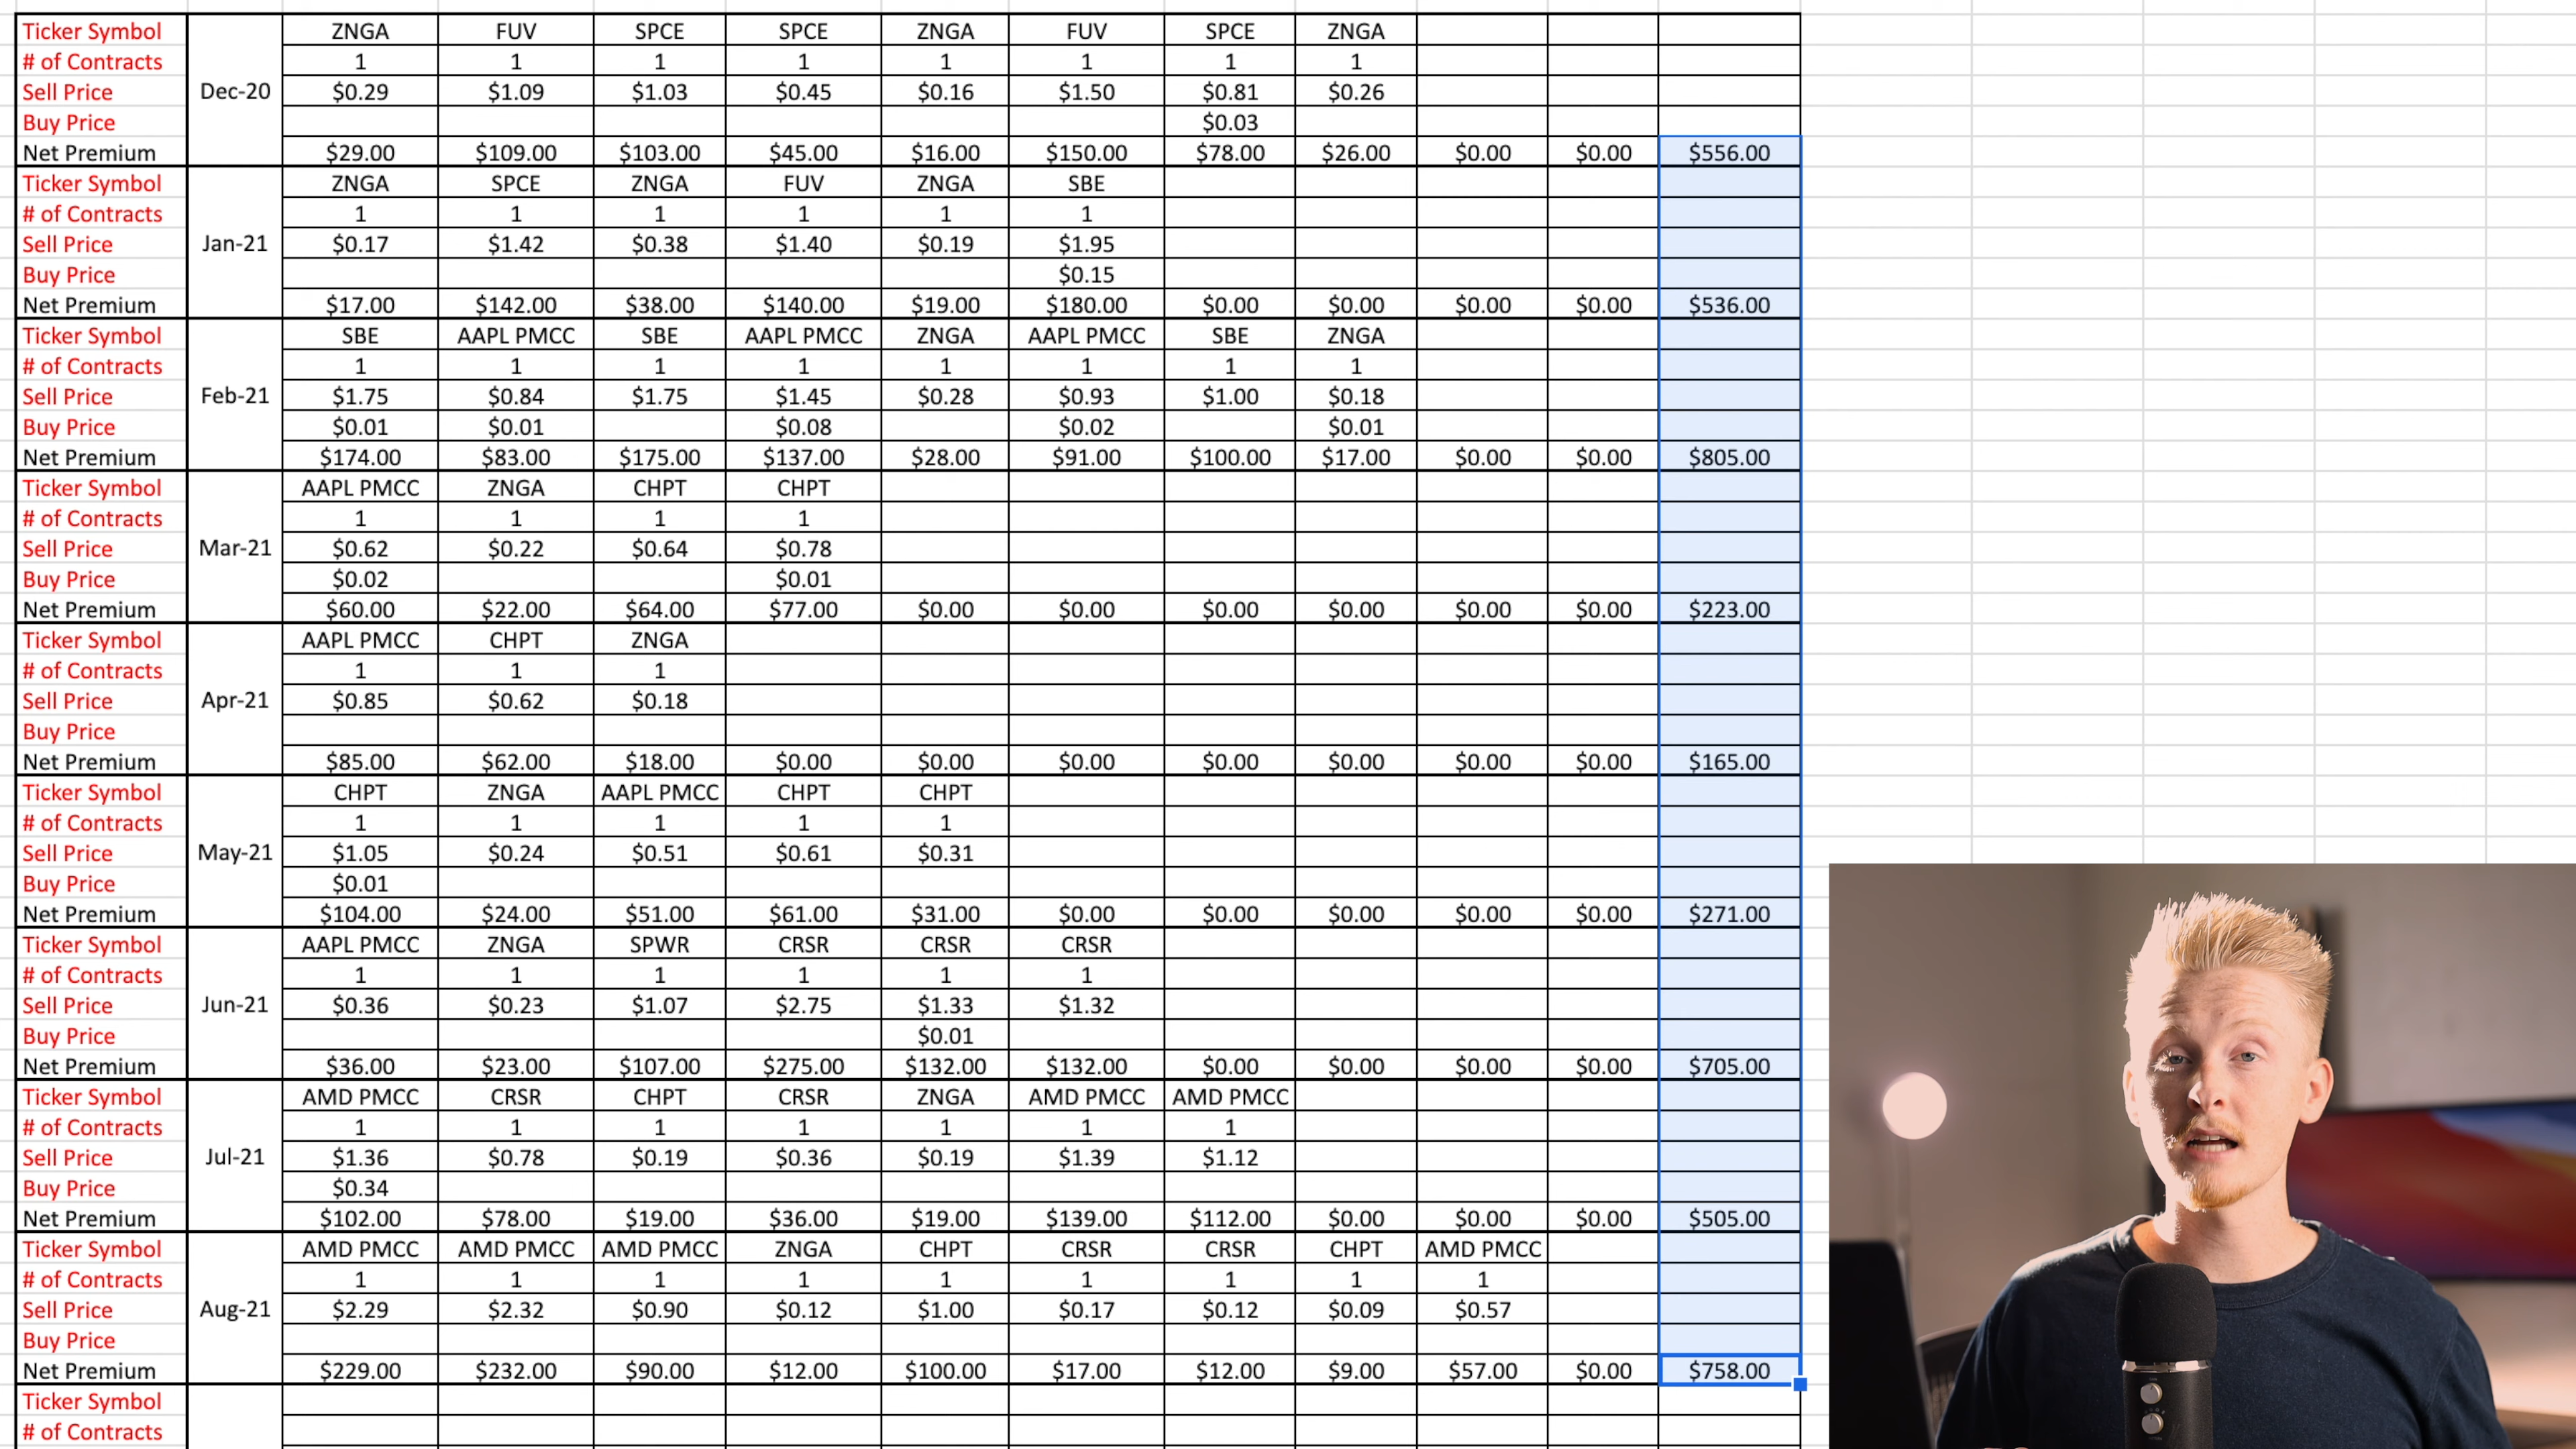 Ticker Symbol ZNGA FUV SPCE SPCE ZNGA FUV SPCE ZNGA
# of Contracts 1 1 1 1 1 1 1 1
Sell Price Dec-20 $0.29 $1.09 $1.03 $0.45 $0.16 $1.50 $0.81 $0.26
Buy Price $0.03
Net Premium $29.00 $109.00 $103.00 $45.00 $16.00 $150.00 $78.00 $26.00 $0.00 $0.00 $556.00
Ticker Symbol ZNGA SPCE ZNGA FUV ZNGA SBE
# of Contracts 1 1 1 1 1 1
Sell Price Jan-21 $0.17 $1.42 $0.38 $1.40 $0.19 $1.95
Buy Price $0.15
Net Premium $17.00 $142.00 $38.00 $140.00 $19.00 $180.00 $0.00 $0.00 $0.00 $0.00 $536.00
Ticker Symbol SBE AAPL PMCC SBE AAPL PMCC ZNGA AAPL PMCC SBE ZNGA
# of Contracts 1 1 1 1 1 1 1 1
Sell Price Feb-21 $1.75 $0.84 $1.75 $1.45 $0.28 $0.93 $1.00 $0.18
Buy Price $0.01 $0.01 $0.08 $0.02 $0.01
Net Premium $174.00 $83.00 $175.00 $137.00 $28.00 $91.00 $100.00 $17.00 $0.00 $0.00 $805.00
Ticker Symbol AAPL PMCC ZNGA CHPT CHPT
# of Contracts 1 1 1 1
Sell Price Mar-21 $0.62 $0.22 $0.64 $0.78
Buy Price $0.02 $0.01
Net Premium $60.00 $22.00 $64.00 $77.00 $0.00 $0.00 $0.00 $0.00 $0.00 $0.00 $223.00
Ticker Symbol AAPL PMCC CHPT ZNGA
# of Contracts 1 1 1
Sell Price Apr-21 $0.85 $0.62 $0.18
Buy Price
Net Premium $85.00 $62.00 $18.00 $0.00 $0.00 $0.00 $0.00 $0.00 $0.00 $0.00 $165.00
Ticker Symbol CHPT ZNGA AAPL PMCC CHPT CHPT
# of Contracts 1 1 1 1 1
Sell Price May-21 $1.05 $0.24 $0.51 $0.61 $0.31
Buy Price $0.01
Net Premium $104.00 $24.00 $51.00 $61.00 $31.00 $0.00 $0.00 $0.00 $0.00 $0.00 $271.00
Ticker Symbol AAPL PMCC ZNGA SPWR CRSR CRSR CRSR
# of Contracts 1 1 1 1 1 1
Sell Price Jun-21 $0.36 $0.23 $1.07 $2.75 $1.33 $1.32
Buy Price $0.01
Net Premium $36.00 $23.00 $107.00 $275.00 $132.00 $132.00 $0.00 $0.00 $0.00 $0.00 $705.00
Ticker Symbol AMD PMCC CRSR CHPT CRSR ZNGA AMD PMCC AMD PMCC
# of Contracts 1 1 1 1 1 1 1
Sell Price Jul-21 $1.36 $0.78 $0.19 $0.36 $0.19 $1.39 $1.12
Buy Price $0.34
Net Premium $102.00 $78.00 $19.00 $36.00 $19.00 $139.00 $112.00 $0.00 $0.00 $0.00 $505.00
Ticker Symbol AMD PMCC AMD PMCC AMD PMCC ZNGA CHPT CRSR CRSR CHPT AMD PMCC
# of Contracts 1 1 1 1 1 1 1 1 1
Sell Price Aug-21 $2.29 $2.32 $0.90 $0.12 $1.00 $0.17 $0.12 $0.09 $0.57
Buy Price
Net Premium $229.00 $232.00 $90.00 $12.00 $100.00 $17.00 $12.00 $9.00 $57.00 $0.00 $758.00
Ticker Symbol
# of Contracts